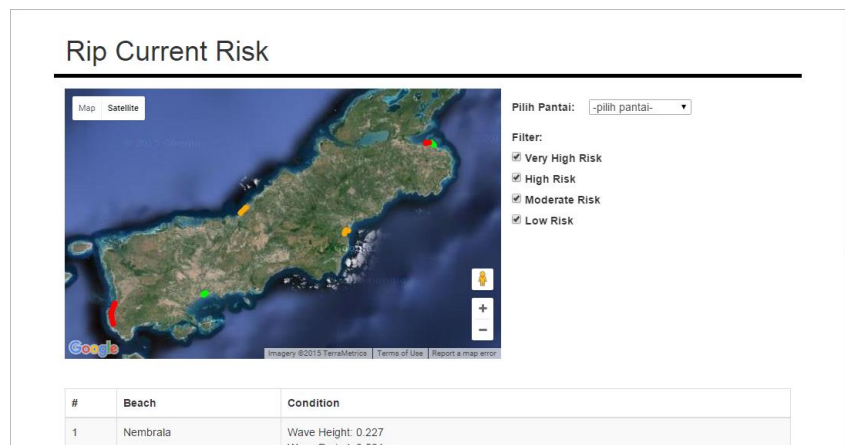 Rip Current Risk
Map Satellite
Pilih Pantai: -pilih pantai-
Filter:
Very High Risk
High Risk
Moderate Risk
Low Risk
+
−
Google
Imagery ©2015 TerraMetrics Terms of Use Report a map error
# Beach Condition
1 Nembrala Wave Height: 0.227